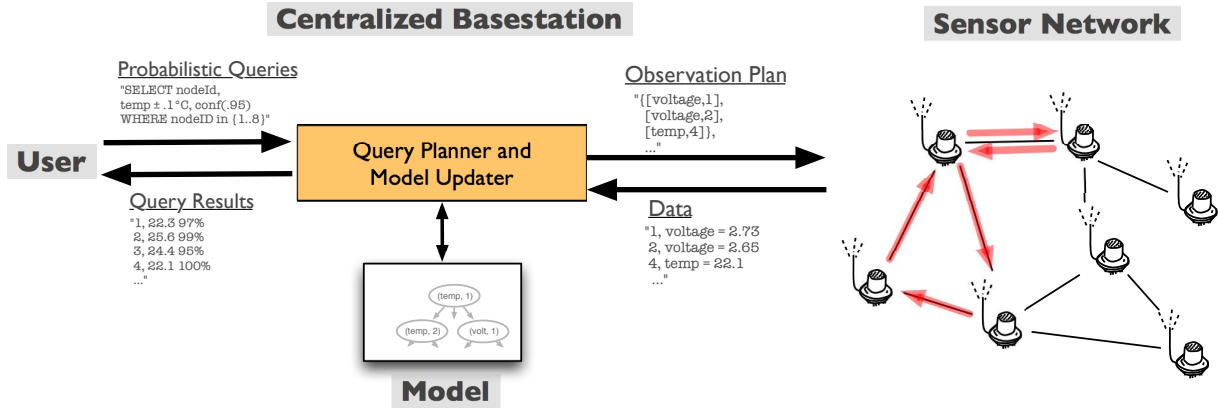 Centralized Basestation
Sensor Network
Probabilistic Queries
"SELECT nodeId,
temp ± .1°C, conf(.95)
WHERE nodeID in {1..8}"
User
Query Results
"1, 22.3 97%
2, 25.6 99%
3, 24.4 95%
4, 22.1 100%
..."
Query Planner and
Model Updater
(temp, 1)
(temp, 2)
(volt, 1)
Model
Observation Plan
"{[voltage,1],
[voltage,2],
[temp,4]},
..."
Data
"1, voltage = 2.73
2, voltage = 2.65
4, temp = 22.1
..."